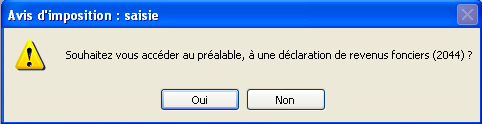 Avis d'imposition : saisie
Souhaitez vous accéder au préalable, à une déclaration de revenus fonciers (2044) ?
Oui
Non